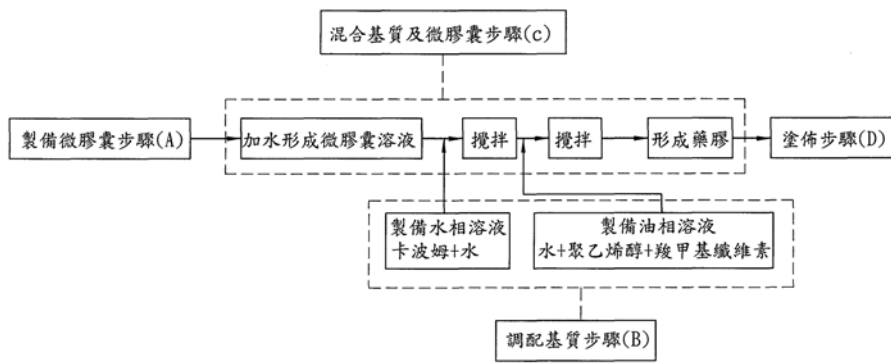 混合基質及微膠囊步驟(c)
製備微膠囊步驟(A)
加水形成微膠囊溶液
攪拌
攪拌
形成藥膠
塗佈步驟(D)
製備水相溶液
卡波姆+水
製備油相溶液
水+聚乙烯醇+羧甲基纖維素
調配基質步驟(B)